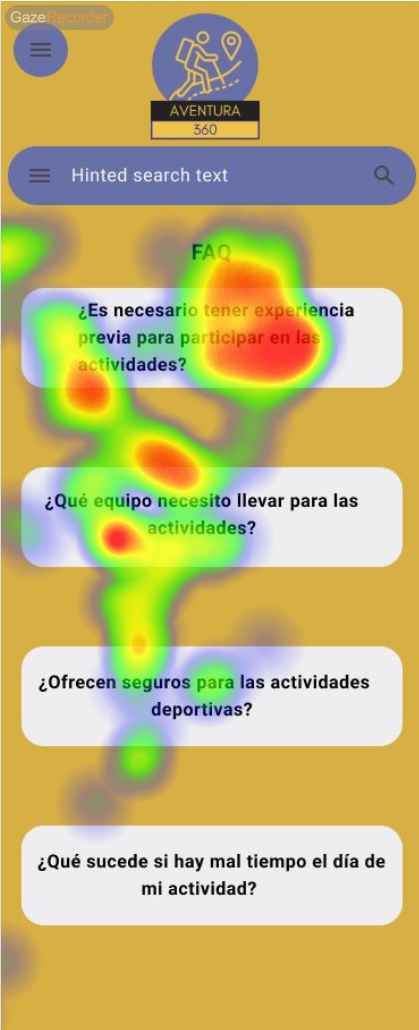 GazeRecorder
AVENTURA
360
Hinted search text
FAQ
¿Es necesario tener experiencia
previa para participar en las
actividades?
¿Qué equipo necesito llevar para las
actividades?
¿Ofrecen seguros para las actividades
deportivas?
¿Qué sucede si hay mal tiempo el día de
mi actividad?